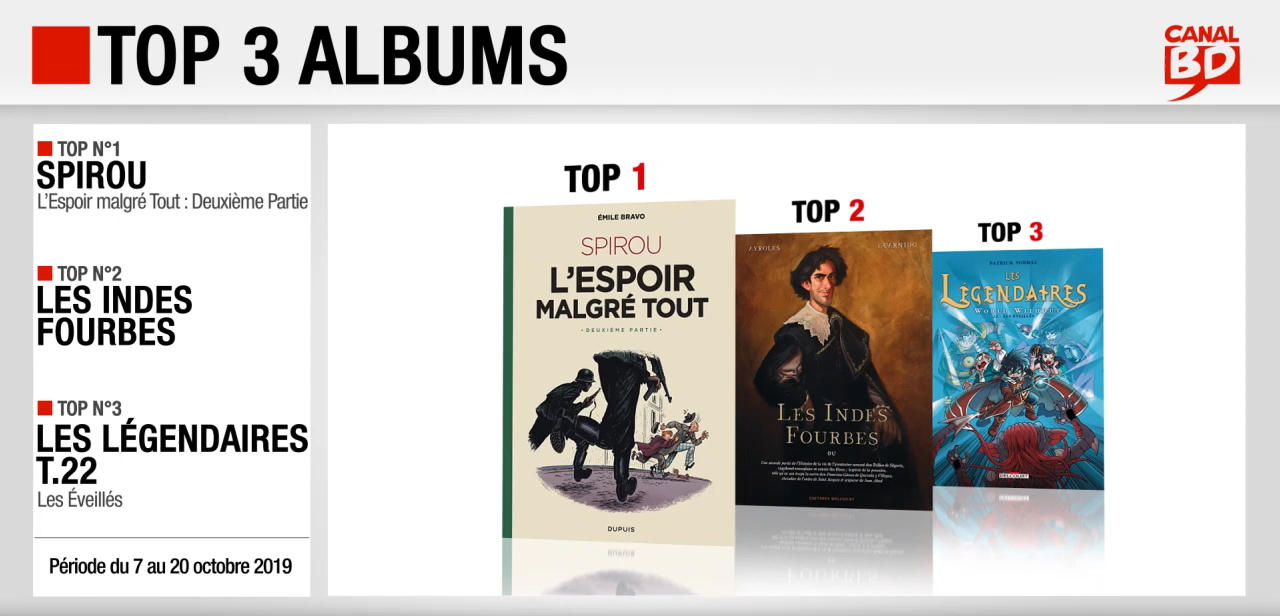 TOP 3 ALBUMS
CANAL
BD
TOP N°1
SPIROU
L'Espoir malgré Tout : Deuxième Partie
TOP N°2
LES INDES
FOURBES
TOP N°3
LES LÉGENDAIRES
T.22
Les Éveillés
Période du 7 au 20 octobre 2019
TOP 1
ÉMILE BRAVO
SPIROU
L'ESPOIR
MALGRÉ TOUT
• DEUXIÈME PARTIE •
DUPUIS
TOP 2
AYROLES GUARNIDO
LES INDES
FOURBES
OU
TOP 3
PATRICK SOBRAL
LES
LÉGENDAIRES
WORLD WITHOUT
DELCOURT